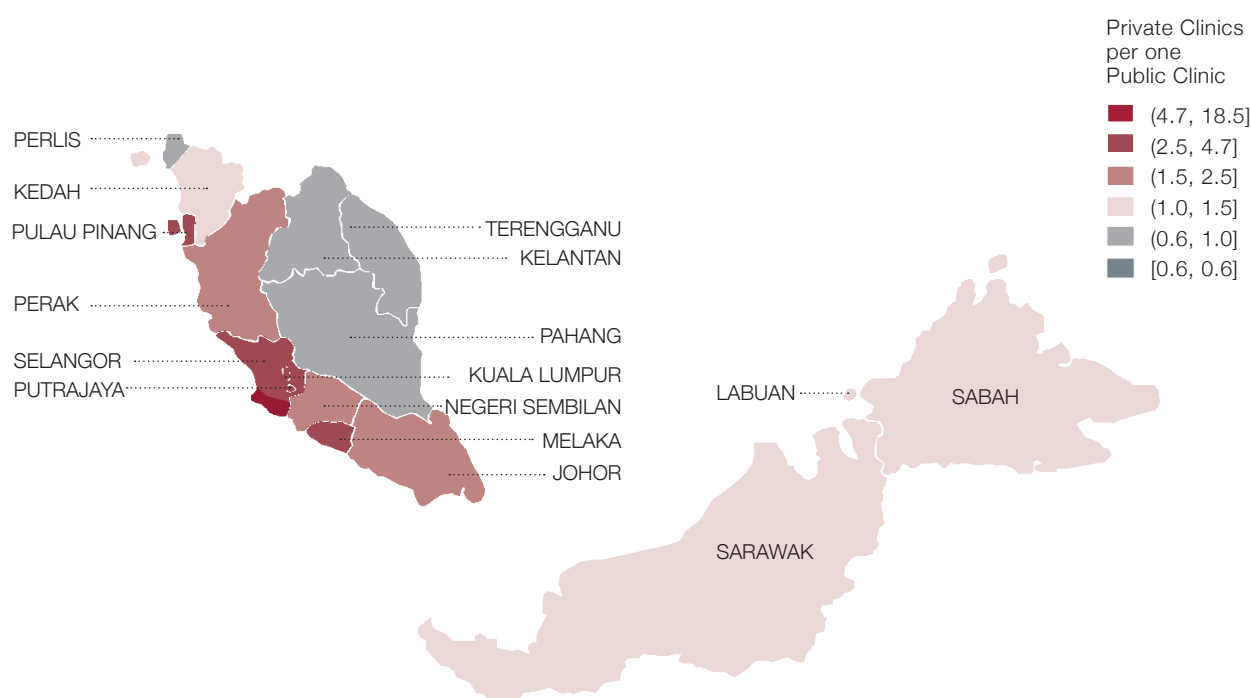 Private Clinics
per one
Public Clinic
(4.7, 18.5]
(2.5, 4.7]
(1.5, 2.5]
(1.0, 1.5]
(0.6, 1.0]
[0.6, 0.6]
PERLIS
KEDAH
PULAU PINANG
PERAK
SELANGOR
PUTRAJAYA
TERENGGANU
KELANTAN
PAHANG
KUALA LUMPUR
NEGERI SEMBILAN
MELAKA
JOHOR
LABUAN
SABAH
SARAWAK